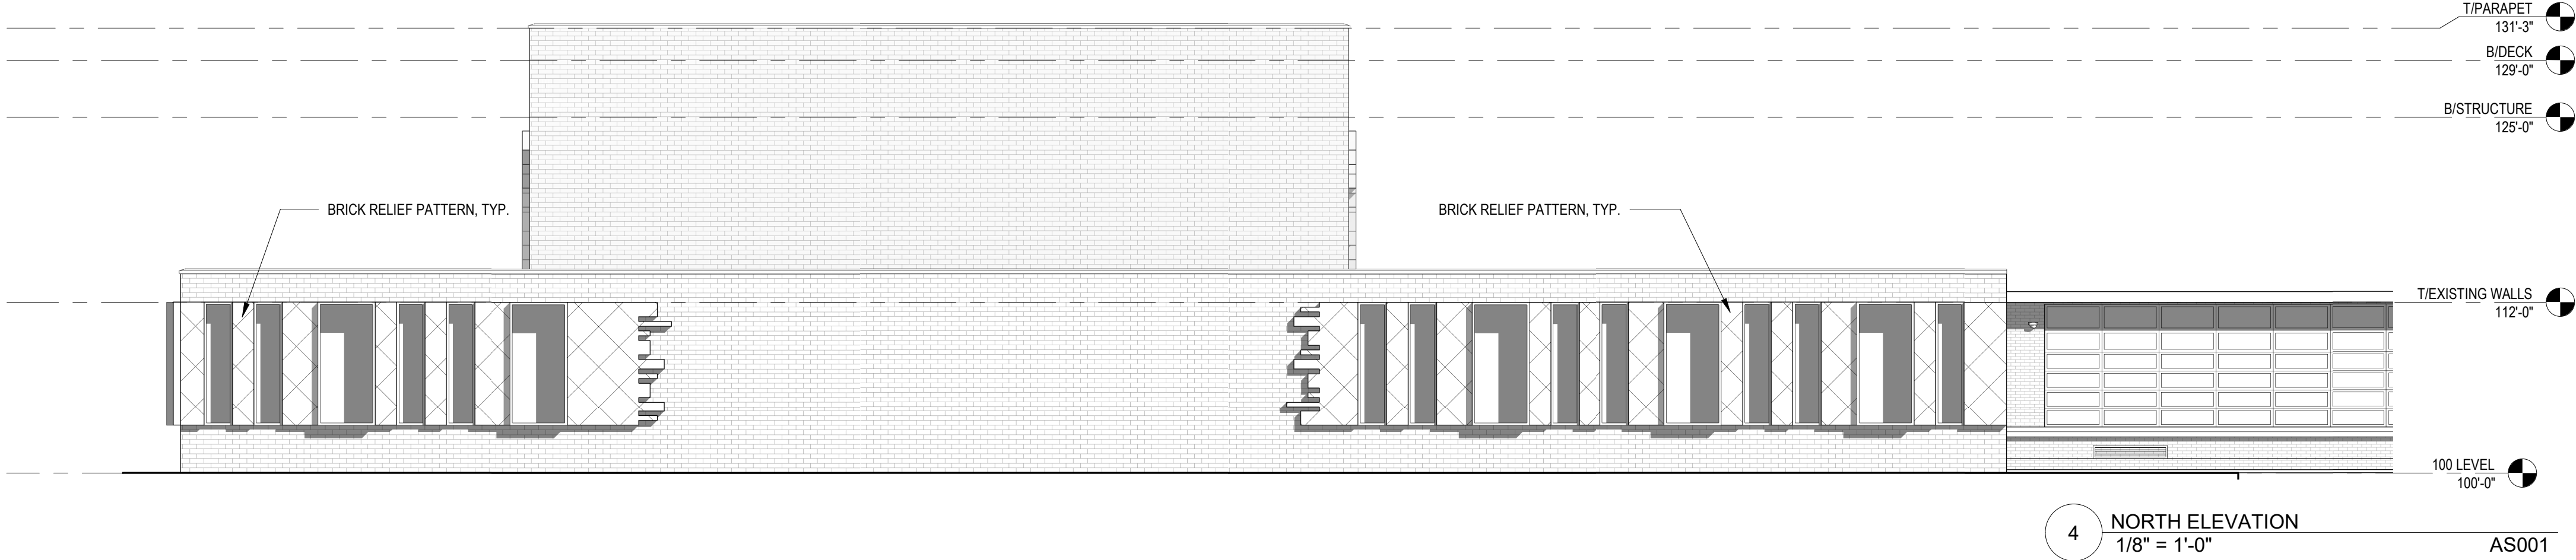 T/PARAPET
131'-3"
B/DECK
129'-0"
B/STRUCTURE
125'-0"
BRICK RELIEF PATTERN, TYP.
BRICK RELIEF PATTERN, TYP.
T/EXISTING WALLS
112'-0"
100 LEVEL
100'-0"
4
NORTH ELEVATION
1/8" = 1'-0"
AS001